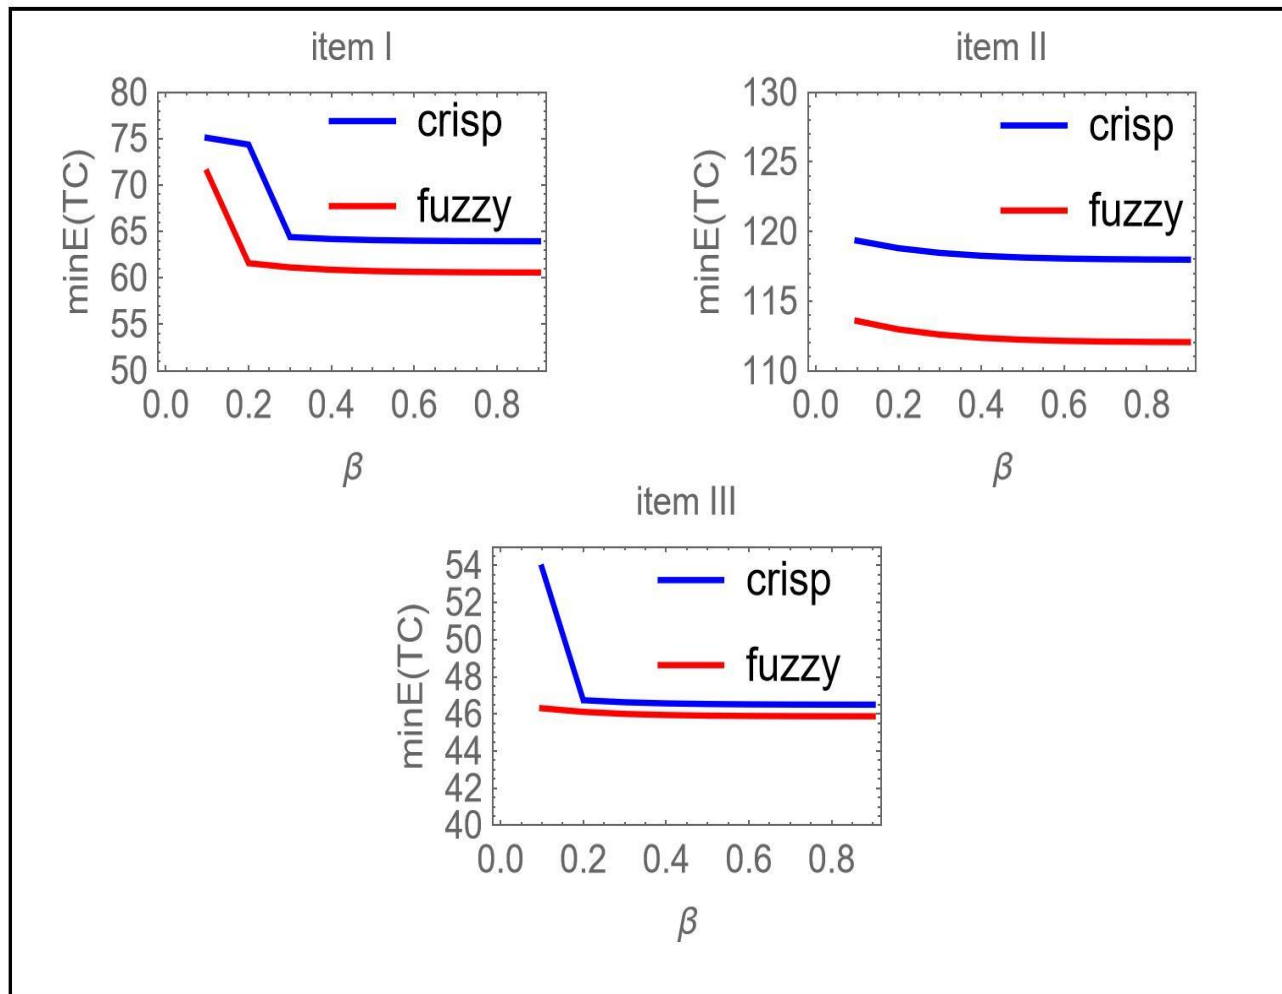 item I
80
75
70
65
60
55
50
minE(TC)
crisp
fuzzy
0.0 0.2 0.4 0.6 0.8
β
item II
130
125
120
115
110
minE(TC)
crisp
fuzzy
0.0 0.2 0.4 0.6 0.8
β
item III
54
52
50
48
46
44
42
40
minE(TC)
crisp
fuzzy
0.0 0.2 0.4 0.6 0.8
β